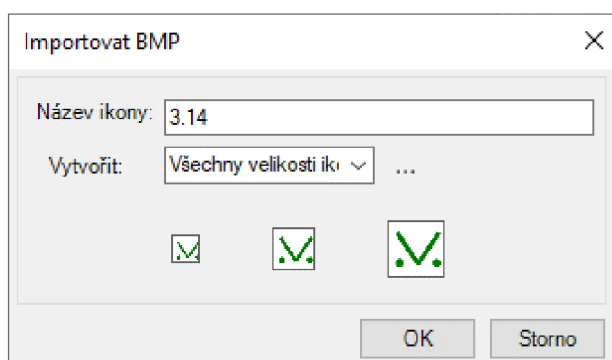 Importovat BMP
Název ikony: 3.14
Vytvořit: Všechny velikosti ik ...
OK Storno